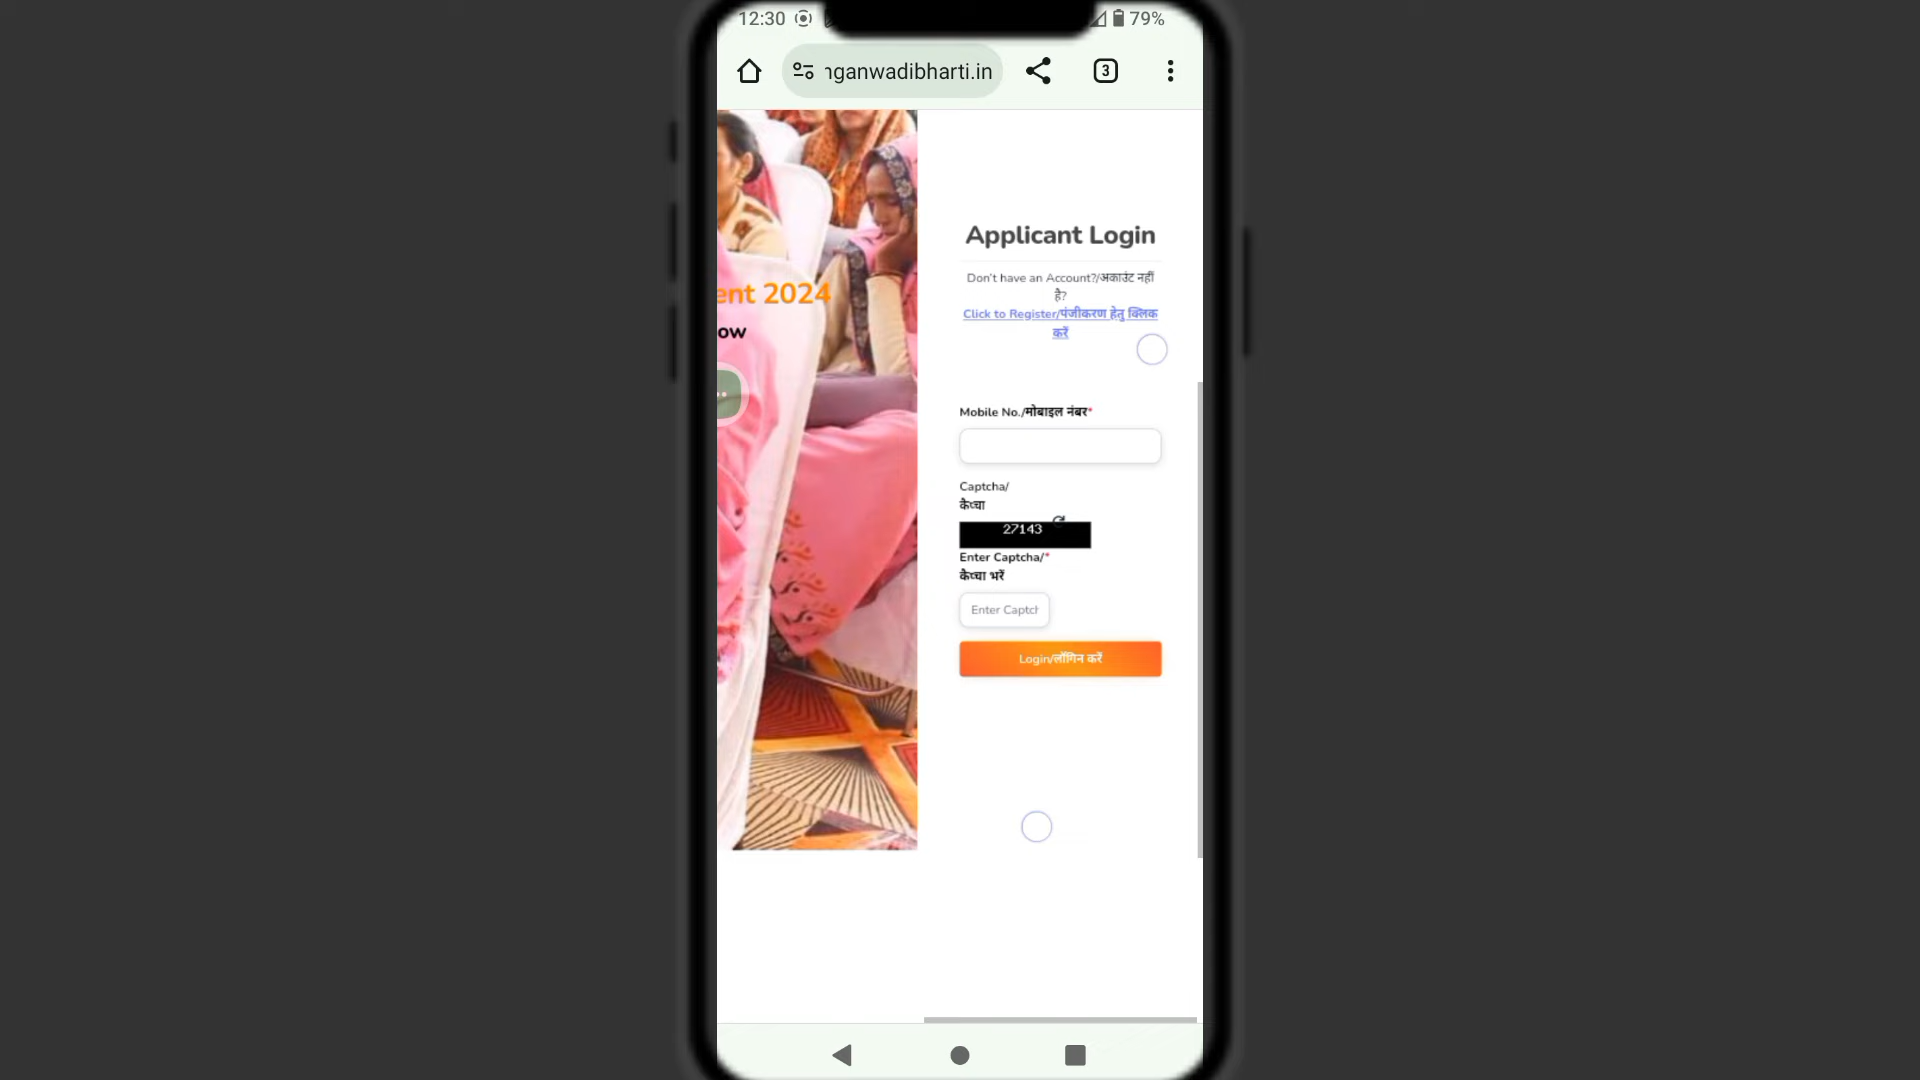 12:30
79%
nganwadibharti.in
3
ent 2024
ow
Applicant Login
Don't have an Account?/अकाउंट नहीं
है?
Click to Register/पंजीकरण हेतु क्लिक
करें
Mobile No./मोबाइल नंबर*
Captcha/
कैप्चा
27143
Enter Captcha/*
कैप्चा भरें
Enter Captch
Login/लॉगिन करें